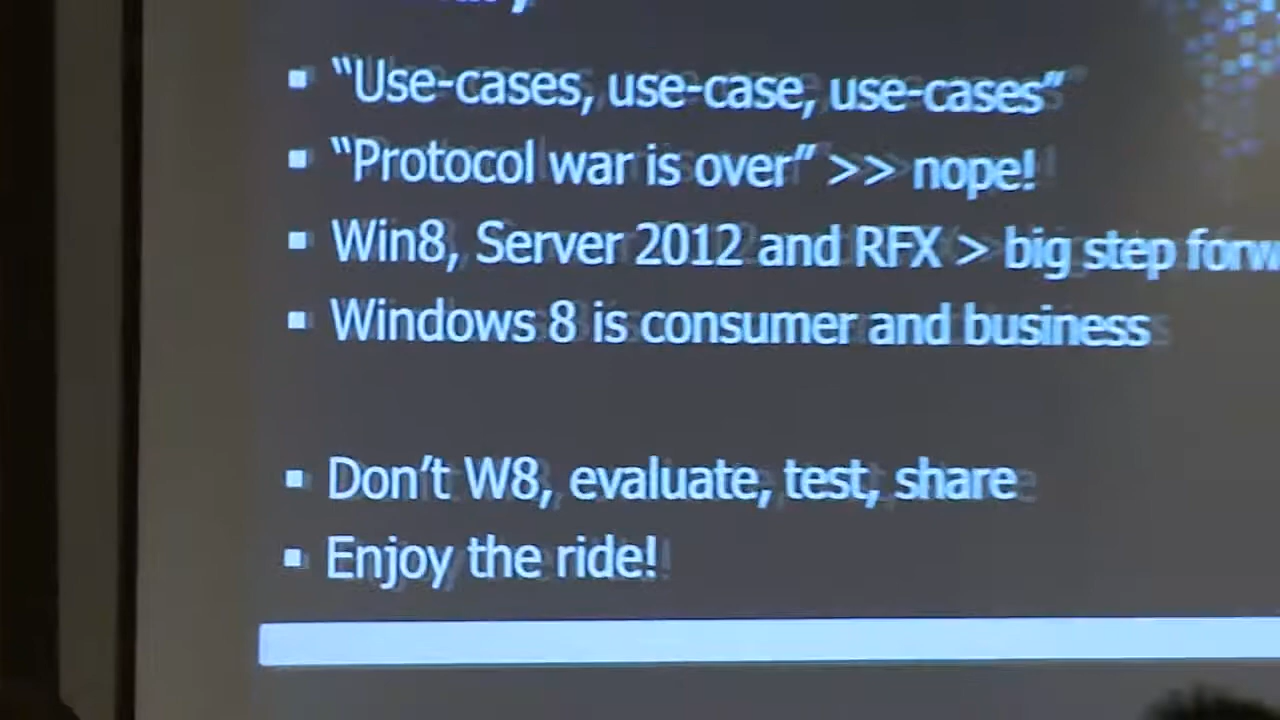 ▪ “Use-cases, use-case, use-cases”
▪ “Protocol war is over” >> nope!
▪ Win8, Server 2012 and RFX > big step forw
▪ Windows 8 is consumer and business
▪ Don’t W8, evaluate, test, share
▪ Enjoy the ride!